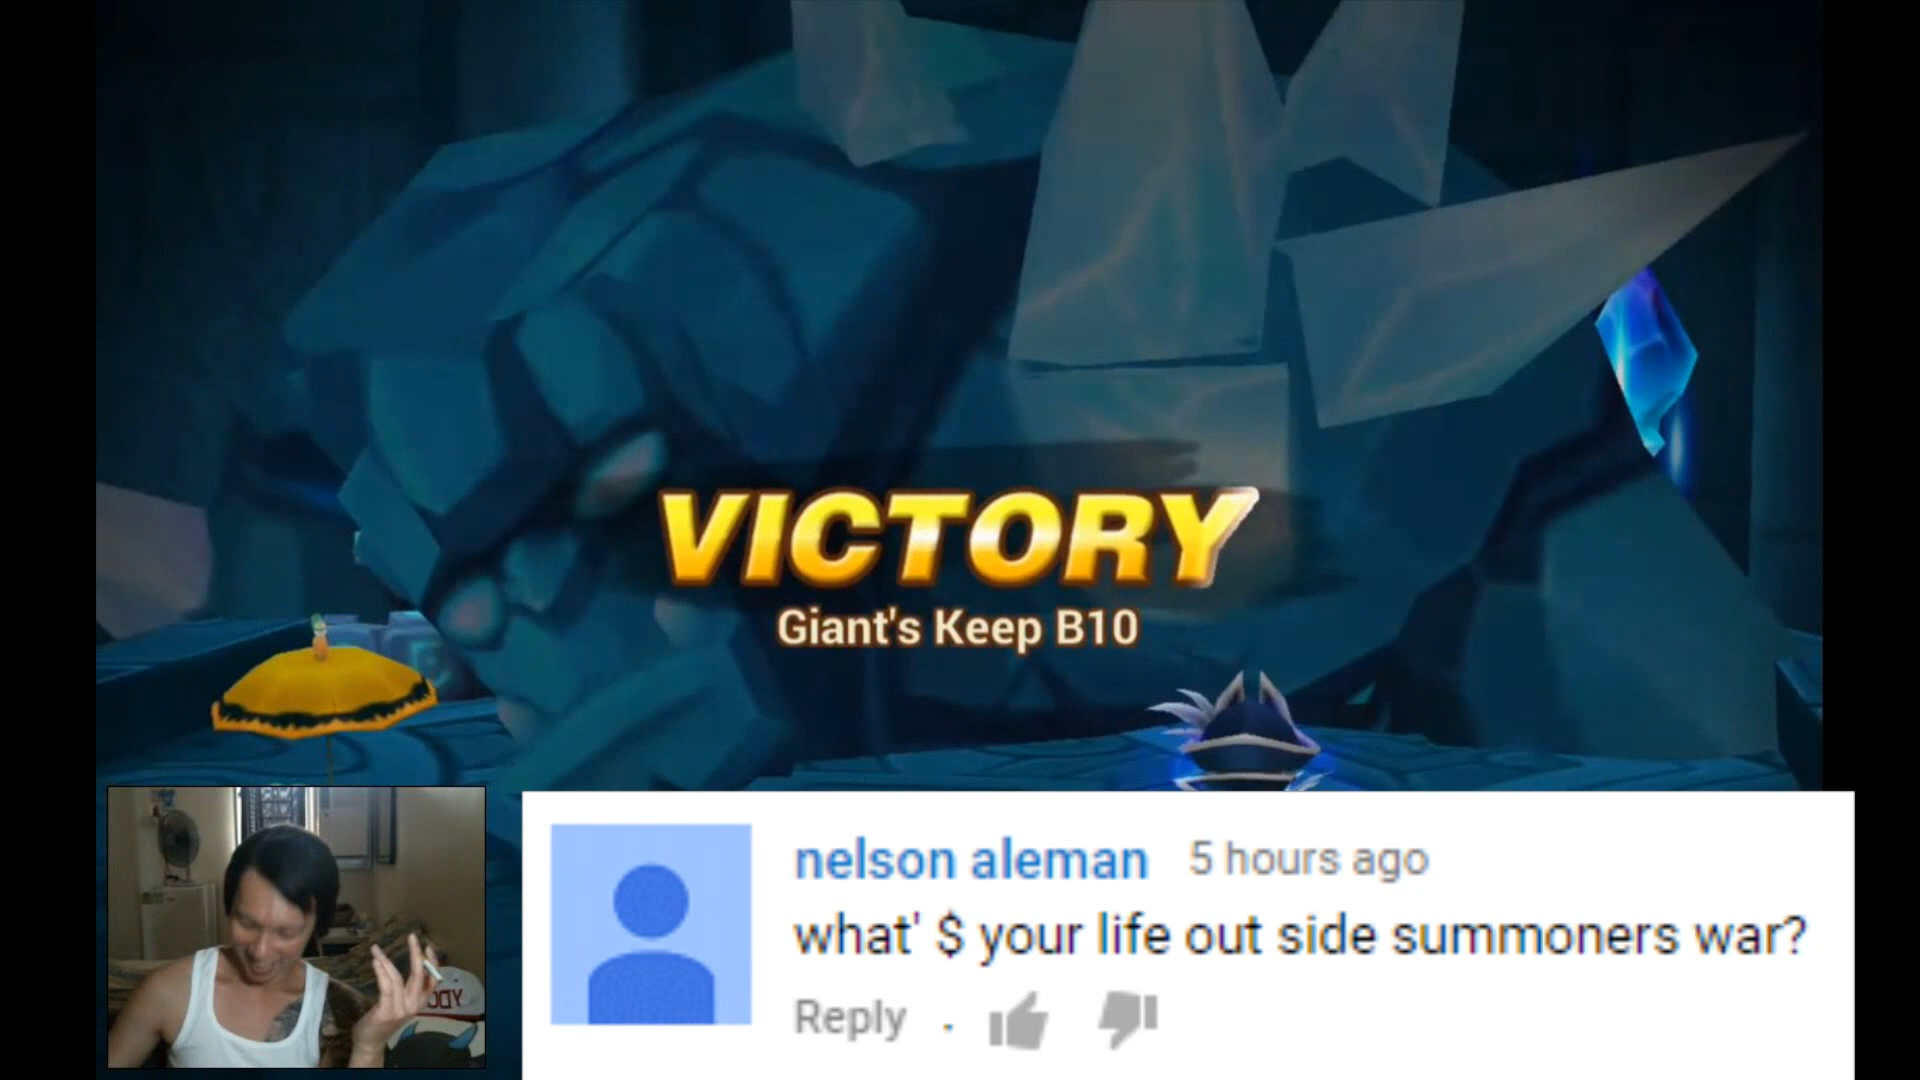 VICTORY
Giant's Keep B10
nelson aleman 5 hours ago
what' $ your life out side summoners war?
Reply .